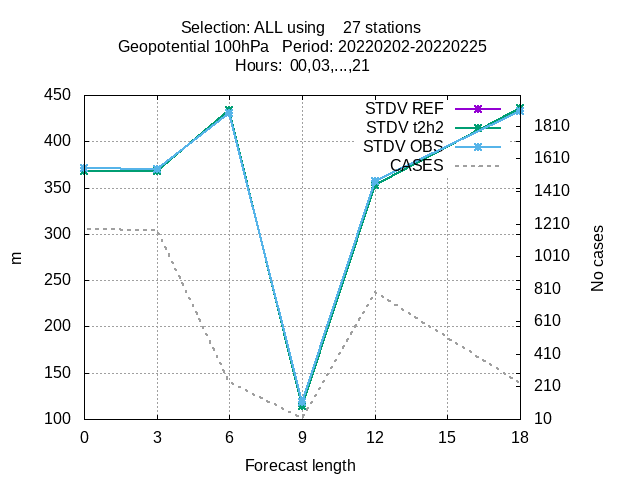 Selection: ALL using    27 stations
Geopotential 100hPa   Period: 20220202-20220225
Hours:  00,03,...,21
STDV REF
STDV t2h2
STDV OBS
CASES
m
450
400
350
300
250
200
150
100
1810
1610
1410
1210
1010
810
610
410
210
10
No cases
0 3 6 9 12 15 18
Forecast length